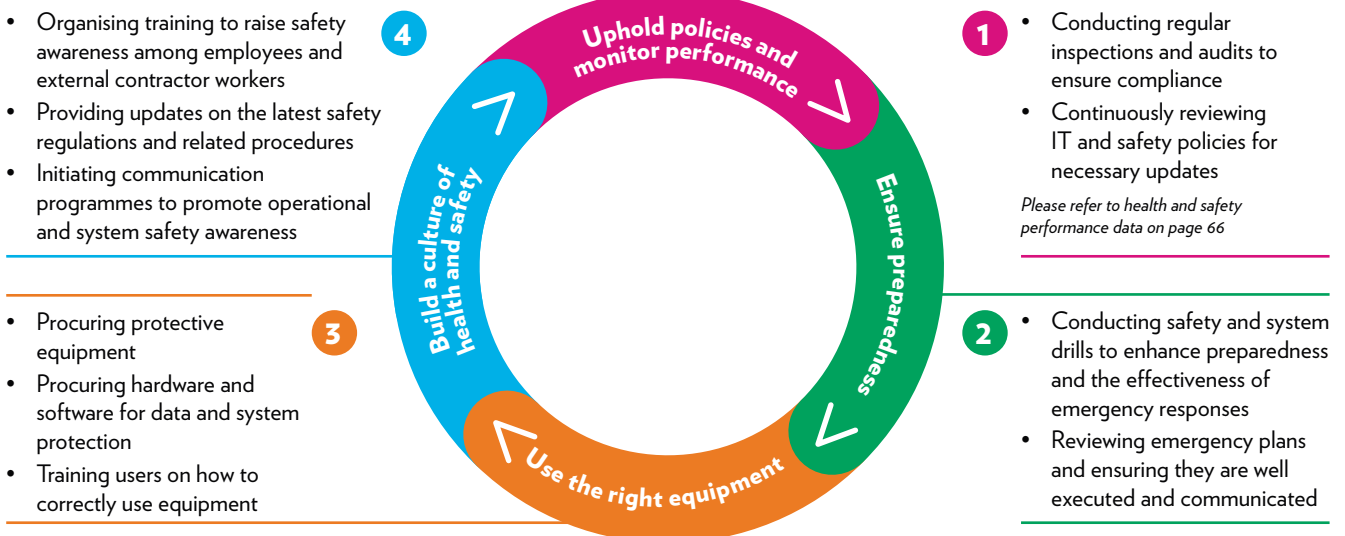 Uphold policies and
monitor performance
1
• Conducting regular
inspections and audits to
ensure compliance
• Continuously reviewing
IT and safety policies for
necessary updates
Please refer to health and safety
performance data on page 66
Ensure preparedness
2
• Conducting safety and system
drills to enhance preparedness
and the effectiveness of
emergency responses
• Reviewing emergency plans
and ensuring they are well
executed and communicated
Use the right equipment
3
• Procuring protective
equipment
• Procuring hardware and
software for data and system
protection
• Training users on how to
correctly use equipment
Build a culture of
health and safety
4
• Organising training to raise safety
awareness among employees and
external contractor workers
• Providing updates on the latest safety
regulations and related procedures
• Initiating communication
programmes to promote operational
and system safety awareness